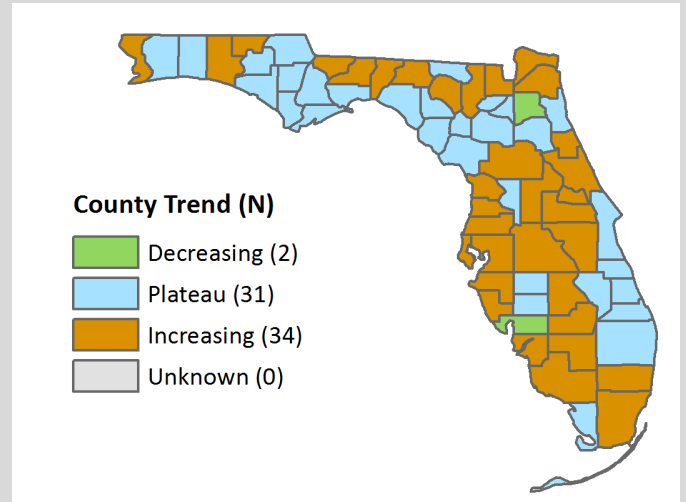 County Trend (N)
Decreasing (2)
Plateau (31)
Increasing (34)
Unknown (0)